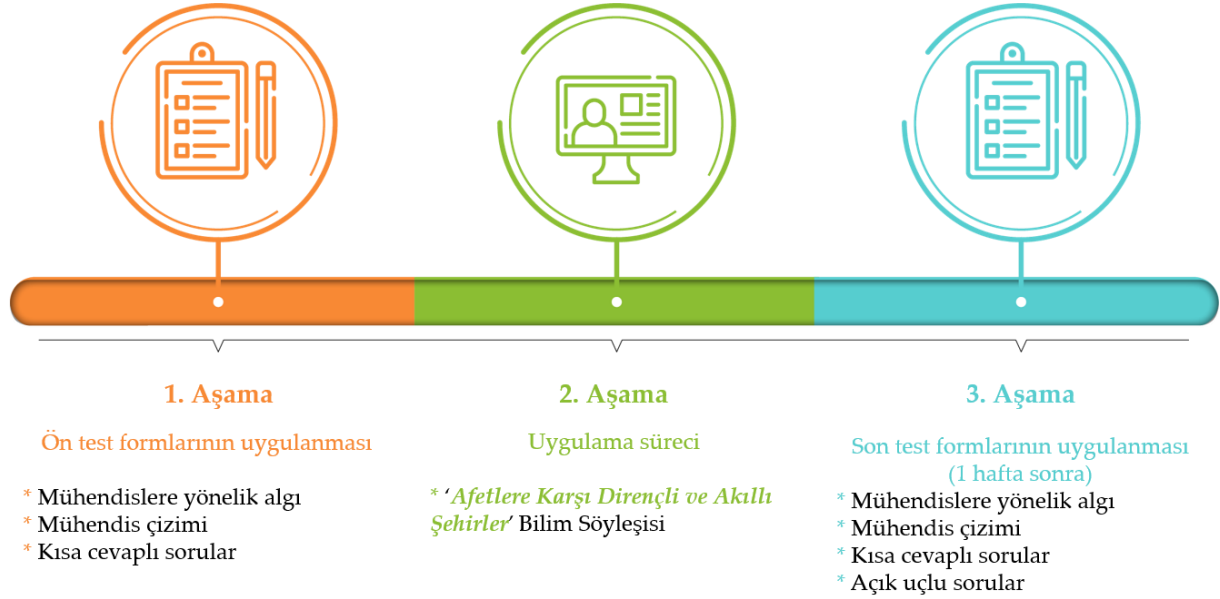 1. Aşama
Ön test formlarının uygulanması
* Mühendislere yönelik algı
* Mühendis çizimi
* Kısa cevaplı sorular
2. Aşama
Uygulama süreci
* ‘Afetlere Karşı Dirençli ve Akıllı
Şehirler’ Bilim Söyleşisi
3. Aşama
Son test formlarının uygulanması
(1 hafta sonra)
* Mühendislere yönelik algı
* Mühendis çizimi
* Kısa cevaplı sorular
* Açık uçlu sorular